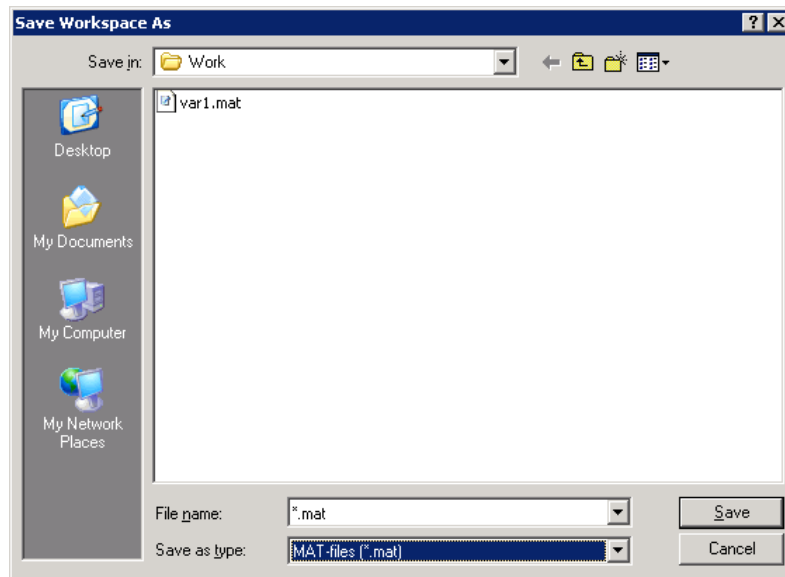 Save Workspace As
Save in: Work
var1.mat
Desktop
My Documents
My Computer
My Network
Places
File name: *.mat Save
Save as type: MAT-files (*.mat) Cancel